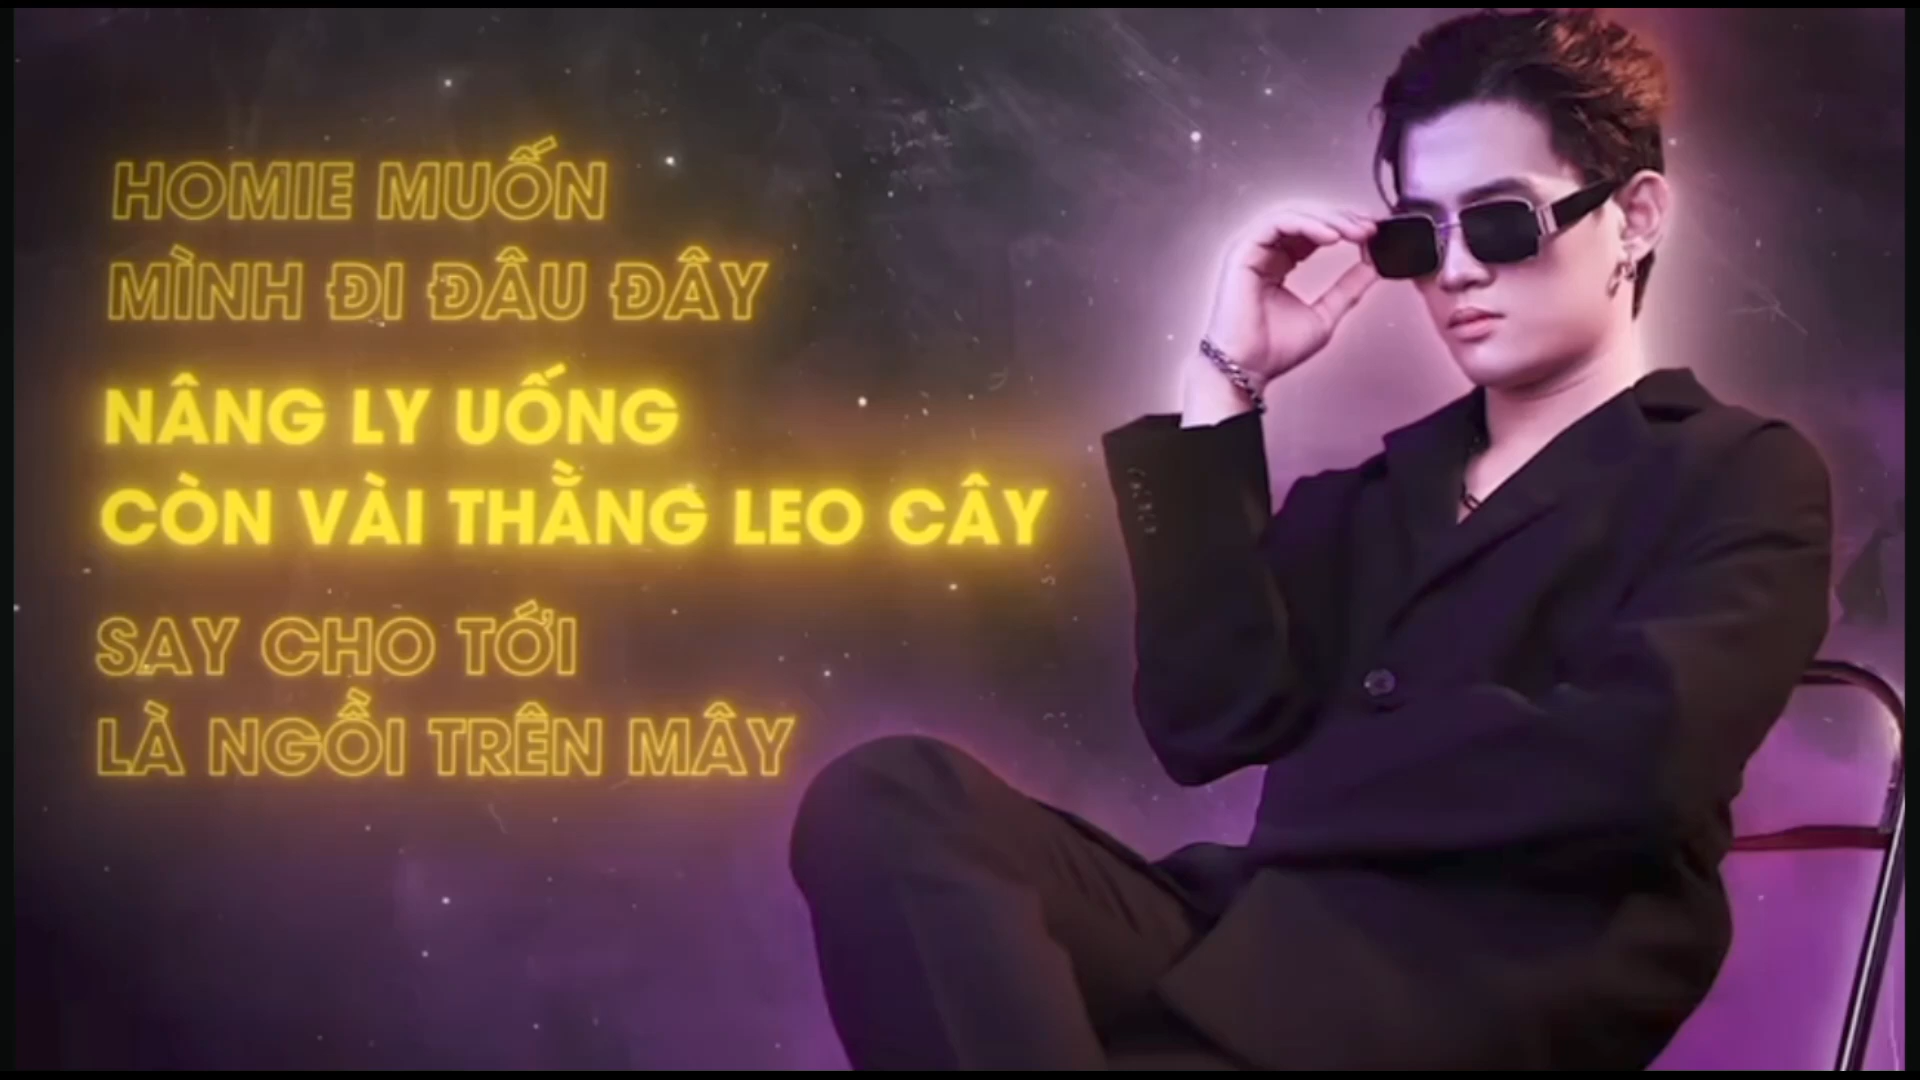 HOMIE MUỐN
MÌNH ĐI ĐÂU ĐÂY
NÂNG LY UỐNG
CÒN VÀI THẰNG LEO CÂY
SAY CHO TỚI
LÀ NGỒI TRÊN MÂY